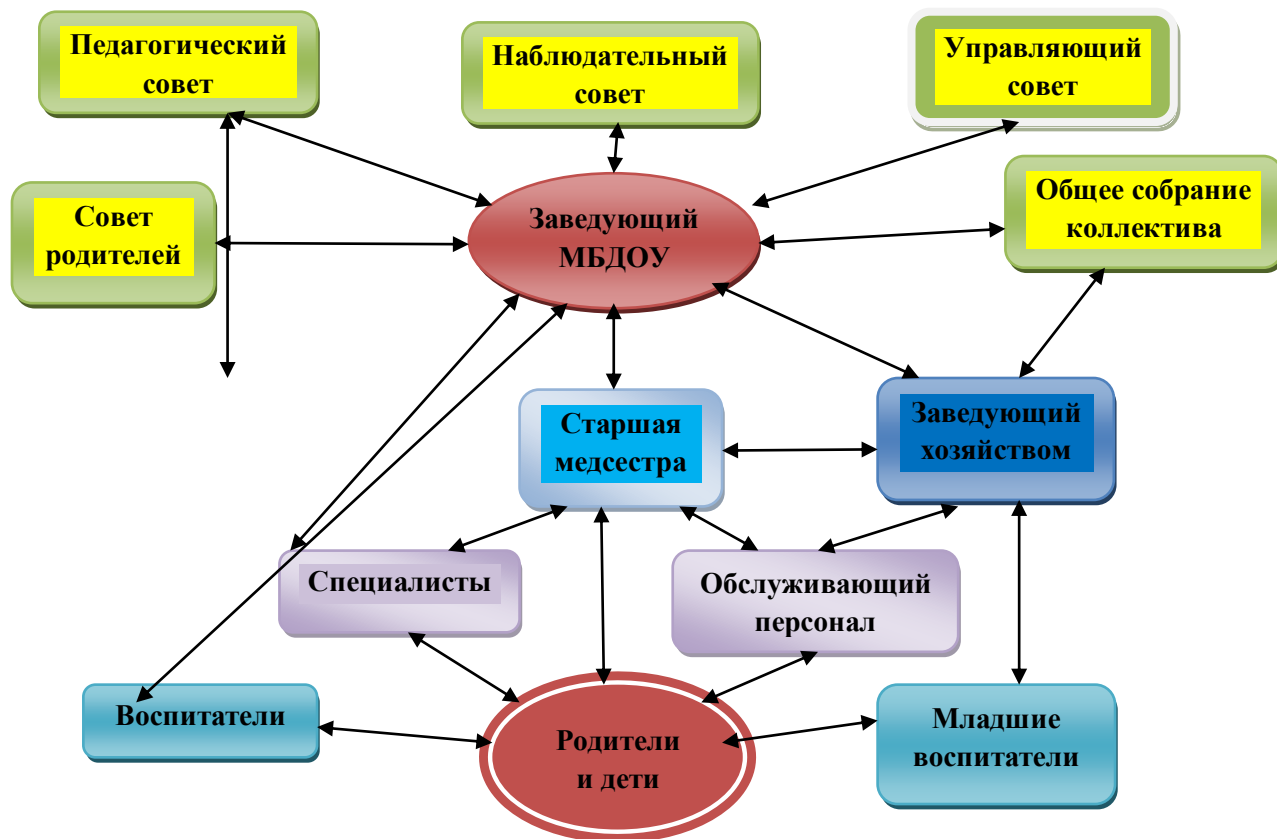 Педагогический
совет
Наблюдательный
совет
Управляющий
совет
Совет
родителей
Заведующий
МБДОУ
Общее собрание
коллектива
Старшая
медсестра
Заведующий
хозяйством
Специалисты
Обслуживающий
персонал
Воспитатели
Родители
и дети
Младшие
воспитатели